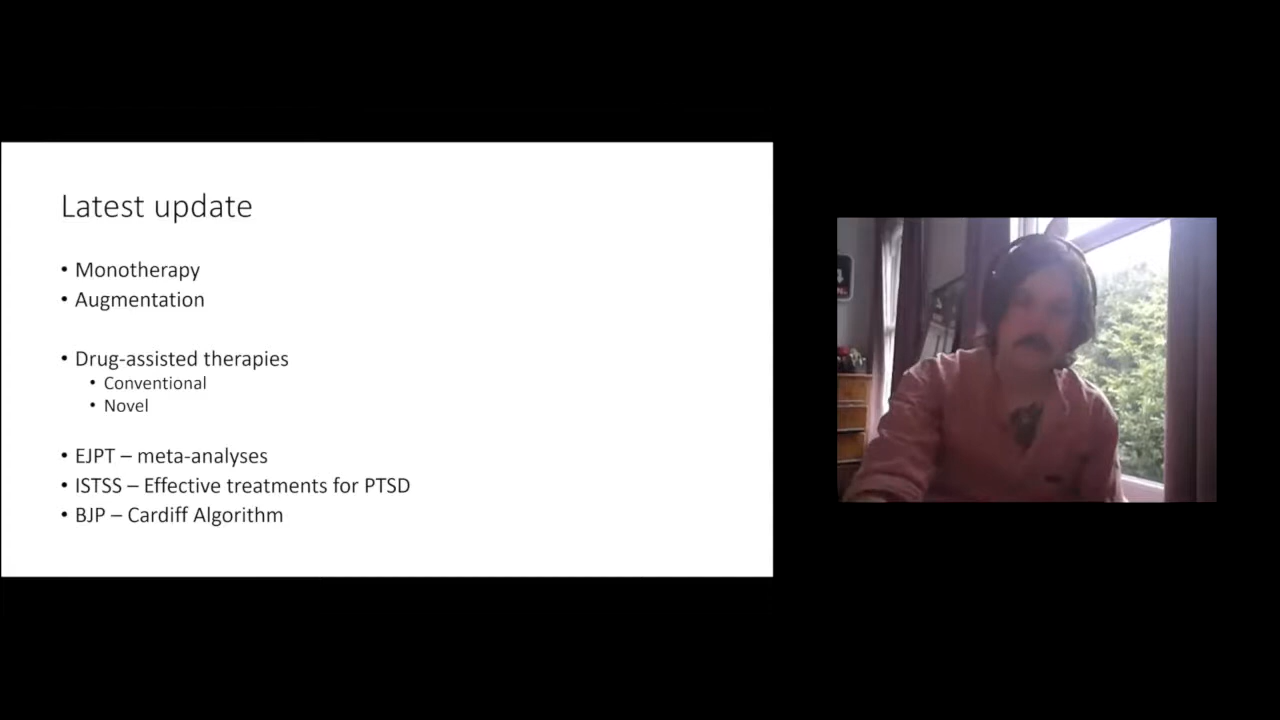 Latest update
• Monotherapy
• Augmentation
• Drug-assisted therapies
• Conventional
• Novel
• EJPT – meta-analyses
• ISTSS – Effective treatments for PTSD
• BJP – Cardiff Algorithm